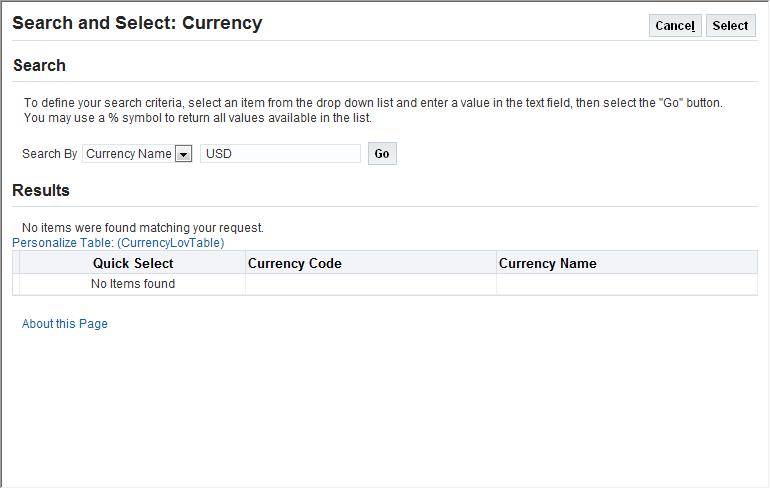 Search and Select: Currency
Cancel Select
Search
To define your search criteria, select an item from the drop down list and enter a value in the text field, then select the "Go" button.
You may use a % symbol to return all values available in the list.
Search By Currency Name USD Go
Results
No items were found matching your request.
Personalize Table: (CurrencyLovTable)
Quick Select Currency Code Currency Name
No Items found
About this Page